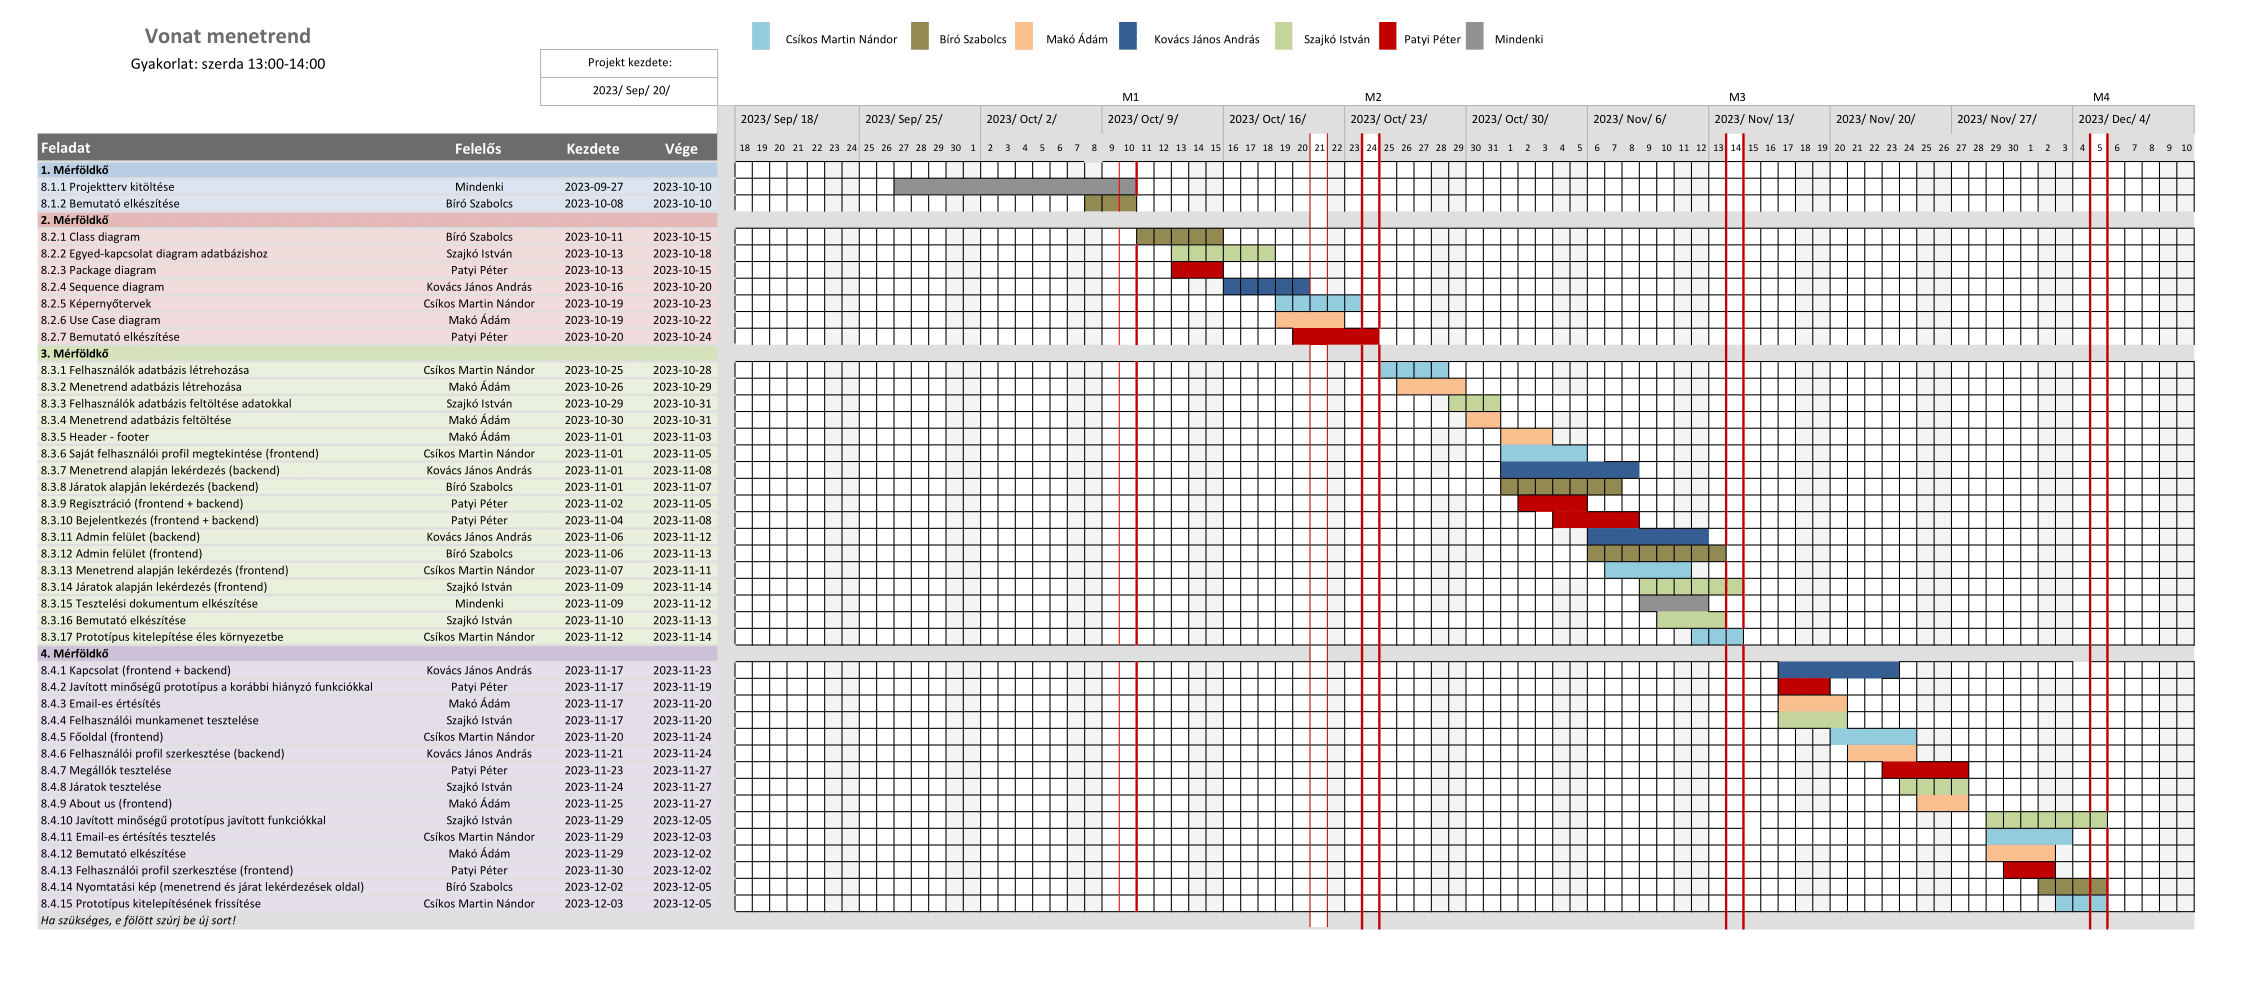 Vonat menetrend
Gyakorlat: szerda 13:00-14:00
Csíkos Martin Nándor Bíró Szabolcs Makó Ádám Kovács János András Szajkó István Patyi Péter Mindenki
Projekt kezdete:
2023/ Sep/ 20/
M1 M2 M3 M4
2023/ Sep/ 18/ 2023/ Sep/ 25/ 2023/ Oct/ 2/ 2023/ Oct/ 9/ 2023/ Oct/ 16/ 2023/ Oct/ 23/ 2023/ Oct/ 30/ 2023/ Nov/ 6/ 2023/ Nov/ 13/ 2023/ Nov/ 20/ 2023/ Nov/ 27/ 2023/ Dec/ 4/
Feladat Felelős Kezdete Vége 18 19 20 21 22 23 24 25 26 27 28 29 30 1 2 3 4 5 6 7 8 9 10 11 12 13 14 15 16 17 18 19 20 21 22 23 24 25 26 27 28 29 30 31 1 2 3 4 5 6 7 8 9 10 11 12 13 14 15 16 17 18 19 20 21 22 23 24 25 26 27 28 29 30 1 2 3 4 5 6 7 8 9 10
1. Mérföldkő
8.1.1 Projektterv kitöltése Mindenki 2023-09-27 2023-10-10
8.1.2 Bemutató elkészítése Bíró Szabolcs 2023-10-08 2023-10-10
2. Mérföldkő
8.2.1 Class diagram Bíró Szabolcs 2023-10-11 2023-10-15
8.2.2 Egyed-kapcsolat diagram adatbázishoz Szajkó István 2023-10-13 2023-10-18
8.2.3 Package diagram Patyi Péter 2023-10-13 2023-10-15
8.2.4 Sequence diagram Kovács János András 2023-10-16 2023-10-20
8.2.5 Képernyőtervek Csíkos Martin Nándor 2023-10-19 2023-10-23
8.2.6 Use Case diagram Makó Ádám 2023-10-19 2023-10-22
8.2.7 Bemutató elkészítése Patyi Péter 2023-10-20 2023-10-24
3. Mérföldkő
8.3.1 Felhasználók adatbázis létrehozása Csíkos Martin Nándor 2023-10-25 2023-10-28
8.3.2 Menetrend adatbázis létrehozása Makó Ádám 2023-10-26 2023-10-29
8.3.3 Felhasználók adatbázis feltöltése adatokkal Szajkó István 2023-10-29 2023-10-31
8.3.4 Menetrend adatbázis feltöltése Makó Ádám 2023-10-30 2023-10-31
8.3.5 Header - footer Makó Ádám 2023-11-01 2023-11-03
8.3.6 Saját felhasználói profil megtekintése (frontend) Csíkos Martin Nándor 2023-11-01 2023-11-05
8.3.7 Menetrend alapján lekérdezés (backend) Kovács János András 2023-11-01 2023-11-08
8.3.8 Járatok alapján lekérdezés (backend) Bíró Szabolcs 2023-11-01 2023-11-07
8.3.9 Regisztráció (frontend + backend) Patyi Péter 2023-11-02 2023-11-05
8.3.10 Bejelentkezés (frontend + backend) Patyi Péter 2023-11-04 2023-11-08
8.3.11 Admin felület (backend) Kovács János András 2023-11-06 2023-11-12
8.3.12 Admin felület (frontend) Bíró Szabolcs 2023-11-06 2023-11-13
8.3.13 Menetrend alapján lekérdezés (frontend) Csíkos Martin Nándor 2023-11-07 2023-11-11
8.3.14 Járatok alapján lekérdezés (frontend) Szajkó István 2023-11-09 2023-11-14
8.3.15 Tesztelési dokumentum elkészítése Mindenki 2023-11-09 2023-11-12
8.3.16 Bemutató elkészítése Szajkó István 2023-11-10 2023-11-13
8.3.17 Prototípus kitelepítése éles környezetbe Csíkos Martin Nándor 2023-11-12 2023-11-14
4. Mérföldkő
8.4.1 Kapcsolat (frontend + backend) Kovács János András 2023-11-17 2023-11-23
8.4.2 Javított minőségű prototípus a korábbi hiányzó funkciókkal Patyi Péter 2023-11-17 2023-11-19
8.4.3 Email-es értésítés Makó Ádám 2023-11-17 2023-11-20
8.4.4 Felhasználói munkamenet tesztelése Szajkó István 2023-11-17 2023-11-20
8.4.5 Főoldal (frontend) Csíkos Martin Nándor 2023-11-20 2023-11-24
8.4.6 Felhasználói profil szerkesztése (backend) Kovács János András 2023-11-21 2023-11-24
8.4.7 Megállók tesztelése Patyi Péter 2023-11-23 2023-11-27
8.4.8 Járatok tesztelése Szajkó István 2023-11-24 2023-11-27
8.4.9 About us (frontend) Makó Ádám 2023-11-25 2023-11-27
8.4.10 Javított minőségű prototípus javított funkciókkal Szajkó István 2023-11-29 2023-12-05
8.4.11 Email-es értésítés tesztelés Csíkos Martin Nándor 2023-11-29 2023-12-03
8.4.12 Bemutató elkészítése Makó Ádám 2023-11-29 2023-12-02
8.4.13 Felhasználói profil szerkesztése (frontend) Patyi Péter 2023-11-30 2023-12-02
8.4.14 Nyomtatási kép (menetrend és járat lekérdezések oldal) Bíró Szabolcs 2023-12-02 2023-12-05
8.4.15 Prototípus kitelepítésének frissítése Csíkos Martin Nándor 2023-12-03 2023-12-05
Ha szükséges, e fölött szúrj be új sort!